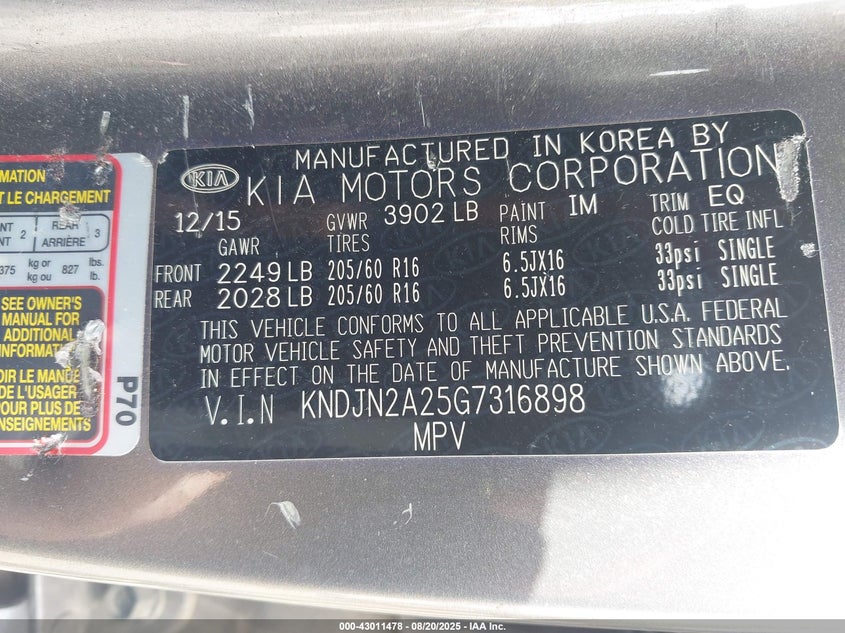 MANUFACTURED IN KOREA BY
KIA KIA MOTORS CORPORATION
12/15 GVWR 3902 LB PAINT IM TRIM EQ
GAWR TIRES RIMS COLD TIRE INFL
FRONT 2249 LB 205/60 R16 6.5JX16 33psi SINGLE
REAR 2028 LB 205/60 R16 6.5JX16 33psi SINGLE
THIS VEHICLE CONFORMS TO ALL APPLICABLE U.S.A. FEDERAL
MOTOR VEHICLE SAFETY AND THEFT PREVENTION STANDARDS
IN EFFECT ON THE DATE OF MANUFACTURE SHOWN ABOVE.
V.I.N KNDJN2A25G7316898
MPV
LE CHARGEMENT
2 REAR 3
ARRIÈRE
375 kg or 827 lbs.
kg ou lb.
SEE OWNER'S
MANUAL FOR
ADDITIONAL
DE L'USAGER
POUR PLUS DE
P70
000-43011478 - 08/20/2025 - IAA Inc.